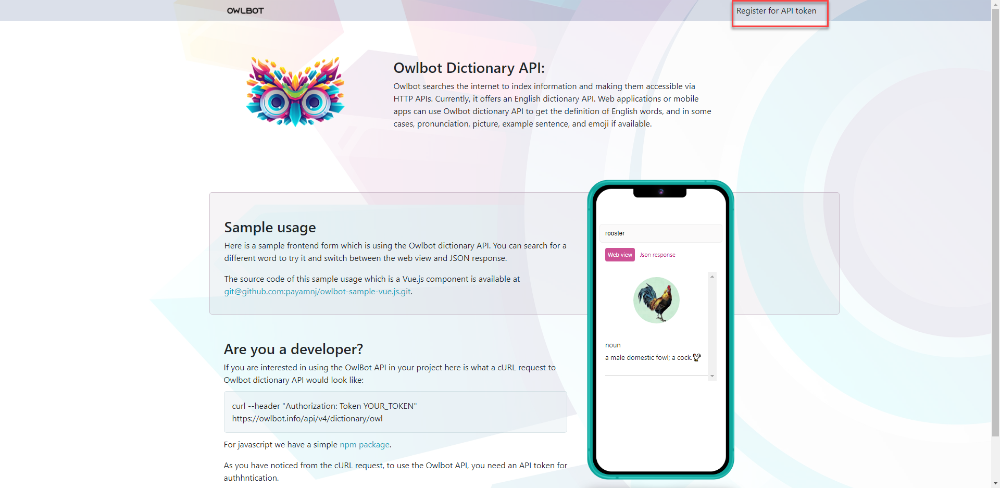 OWLBOT
Register for API token
Owlbot Dictionary API:
Owlbot searches the internet to index information and making them accessible via
HTTP APIs. Currently, it offers an English dictionary API. Web applications or mobile
apps can use Owlbot dictionary API to get the definition of English words, and in some
cases, pronunciation, picture, example sentence, and emoji if available.
Sample usage
Here is a sample frontend form which is using the Owlbot dictionary API. You can search for a
different word to try it and switch between the web view and JSON response.
The source code of this sample usage which is a Vue.js component is available at
git@github.com:payamnj/owlbot-sample-vue.js.git.
rooster
Web view Json response
noun
a male domestic fowl; a cock.
Are you a developer?
If you are interested in using the OwlBot API in your project here is what a cURL request to
Owlbot dictionary API would look like:
curl --header "Authorization: Token YOUR_TOKEN"
https://owlbot.info/api/v4/dictionary/owl
For javascript we have a simple npm package.
As you have noticed from the cURL request, to use the Owlbot API, you need an API token for
authhntication.